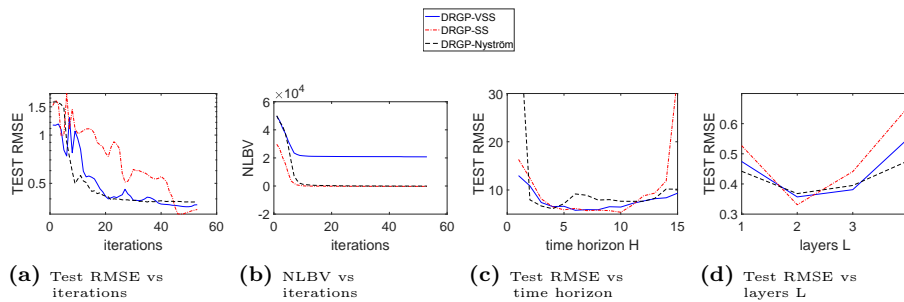 DRGP-VSS
DRGP-SS
DRGP-Nyström
1.5
1
0.5
0 20 40 60
TEST RMSE
iterations
×10⁴
6
4
2
0
-2
0 20 40 60
NLBV
iterations
30
20
10
0 5 10 15
TEST RMSE
time horizon H
0.7
0.6
0.5
0.4
0.3
1 2 3 4
TEST RMSE
layers L
(a) Test RMSE vs
iterations
(b) NLBV vs
iterations
(c) Test RMSE vs
time horizon
(d) Test RMSE vs
layers L